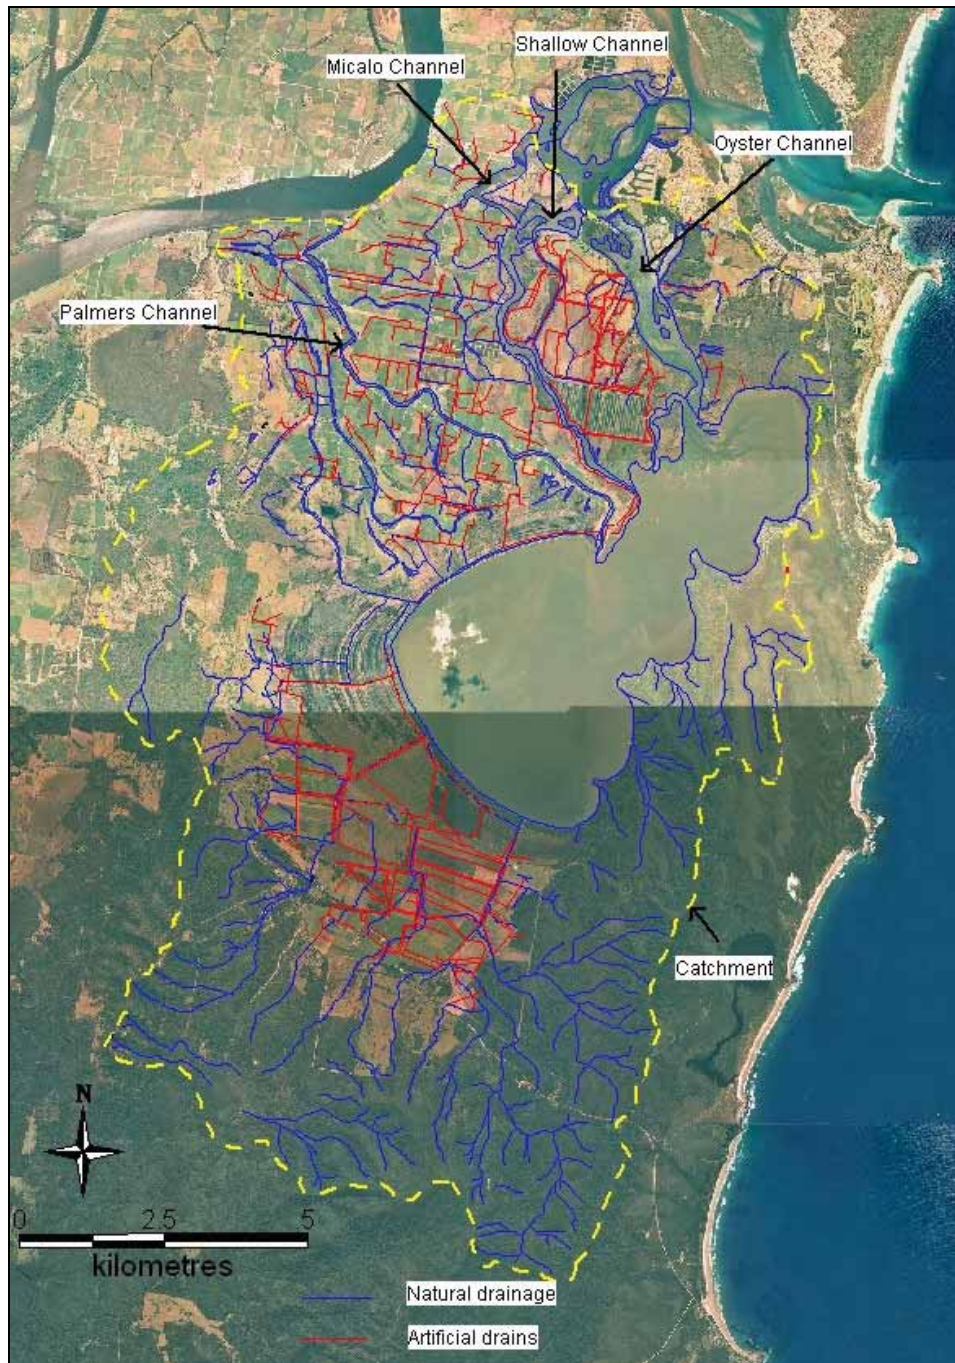 Shallow Channel
Micalo Channel
Oyster Channel
Palmers Channel
Catchment
N
0 2.5 5
kilometres
Natural drainage
Artificial drains